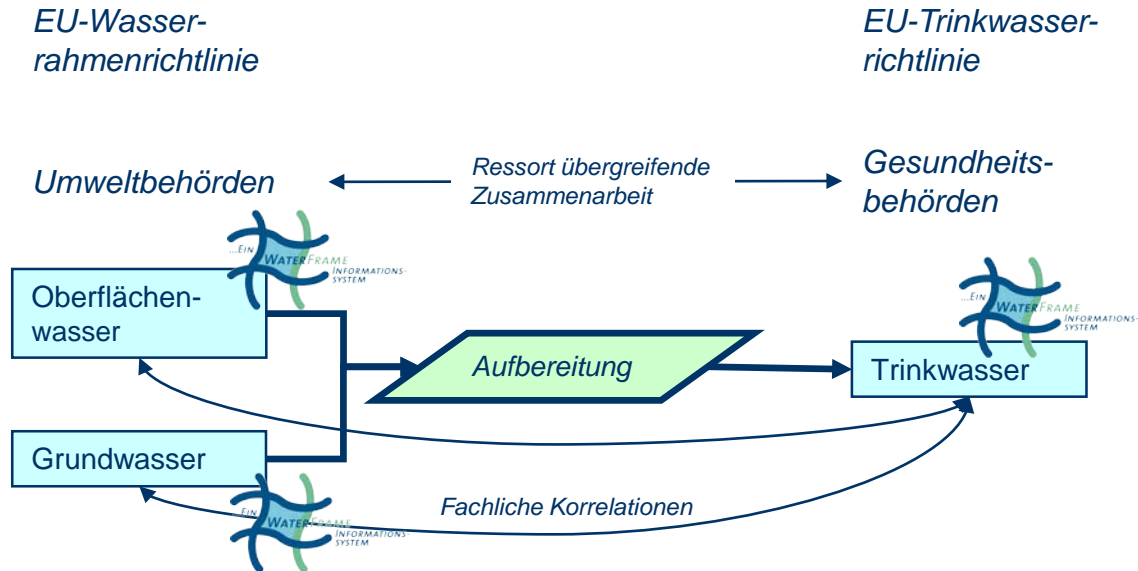 EU-Wasser-
rahmenrichtlinie
EU-Trinkwasser-
richtlinie
Umweltbehörden
Ressort übergreifende
Zusammenarbeit
Gesundheits-
behörden
...EIN
WATERFRAME
INFORMATIONS-
SYSTEM
Oberflächen-
wasser
...EIN
WATERFRAME
INFORMATIONS-
SYSTEM
Aufbereitung
Trinkwasser
Grundwasser
...EIN
WATERFRAME
INFORMATIONS-
SYSTEM
Fachliche Korrelationen